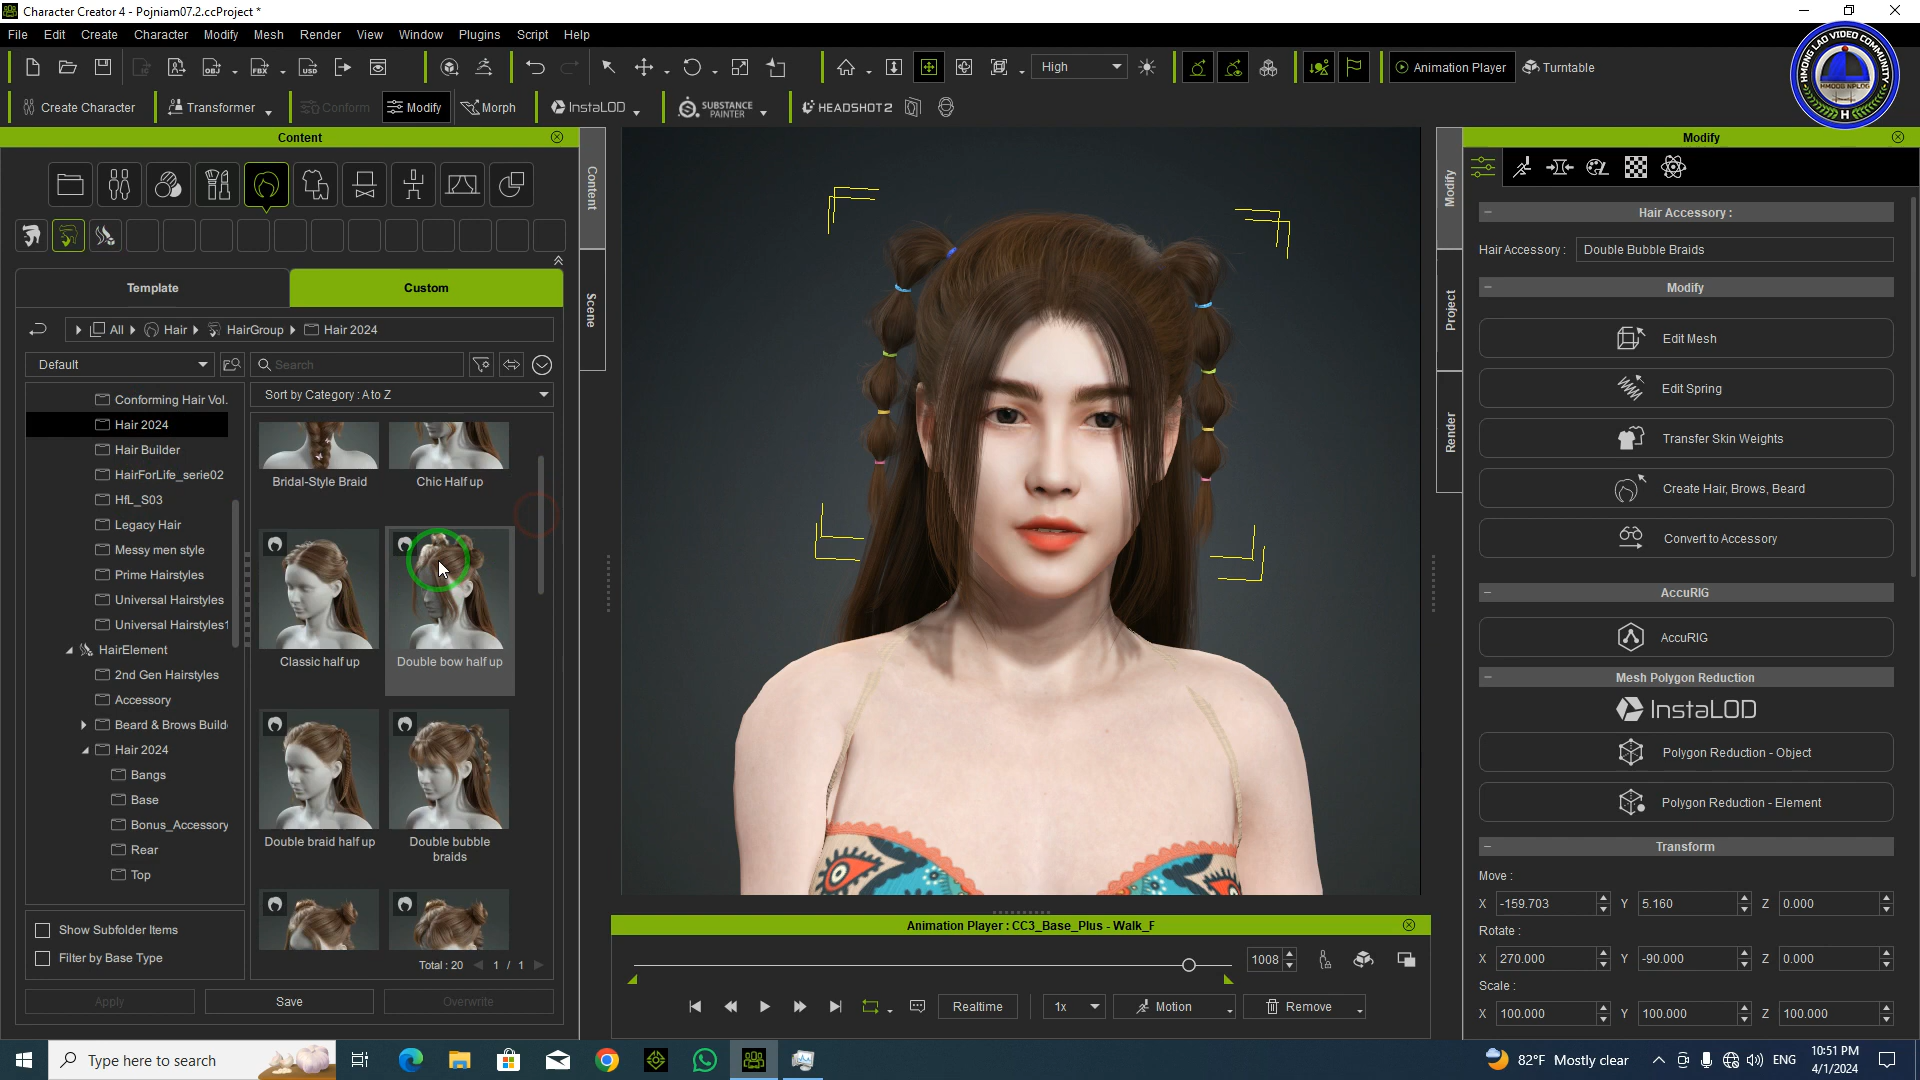 Character Creator 4 - Pojniam07.2.ccProject *
File Edit Create Character Modify Mesh Render View Window Plugins Script Help
High
Animation Player
Turntable
HMONG LAO VIDEO COMMUNITY
HMOOB NPLOG
H
Create Character
Transformer
Conform
Modify
Morph
InstaLOD
SUBSTANCE PAINTER
HEADSHOT 2
Content
Template
Custom
All
Hair
HairGroup
Hair 2024
Default
Search
Sort by Category : A to Z
Conforming Hair Vol.
Hair 2024
Hair Builder
HairForLife_serie02
HfL_S03
Legacy Hair
Messy men style
Prime Hairstyles
Universal Hairstyles
Universal Hairstyles1
HairElement
2nd Gen Hairstyles
Accessory
Beard & Brows Build
Hair 2024
Bangs
Base
Bonus_Accessory
Rear
Top
Bridal-Style Braid
Chic Half up
Classic half up
Double bow half up
Double braid half up
Double bubble braids
Show Subfolder Items
Filter by Base Type
Total : 20
1 / 1
Apply
Save
Overwrite
Content
Scene
Modify
Project
Render
Animation Player : CC3_Base_Plus - Walk_F
1008
Realtime
1x
Motion
Remove
Modify
Hair Accessory :
Hair Accessory : Double Bubble Braids
Modify
Edit Mesh
Edit Spring
Transfer Skin Weights
Create Hair, Brows, Beard
Convert to Accessory
AccuRIG
AccuRIG
Mesh Polygon Reduction
InstaLOD
Polygon Reduction - Object
Polygon Reduction - Element
Transform
Move :
X -159.703 Y 5.160 Z 0.000
Rotate :
X 270.000 Y -90.000 Z 0.000
Scale :
X 100.000 Y 100.000 Z 100.000
Type here to search
82°F Mostly clear
ENG
10:51 PM
4/1/2024